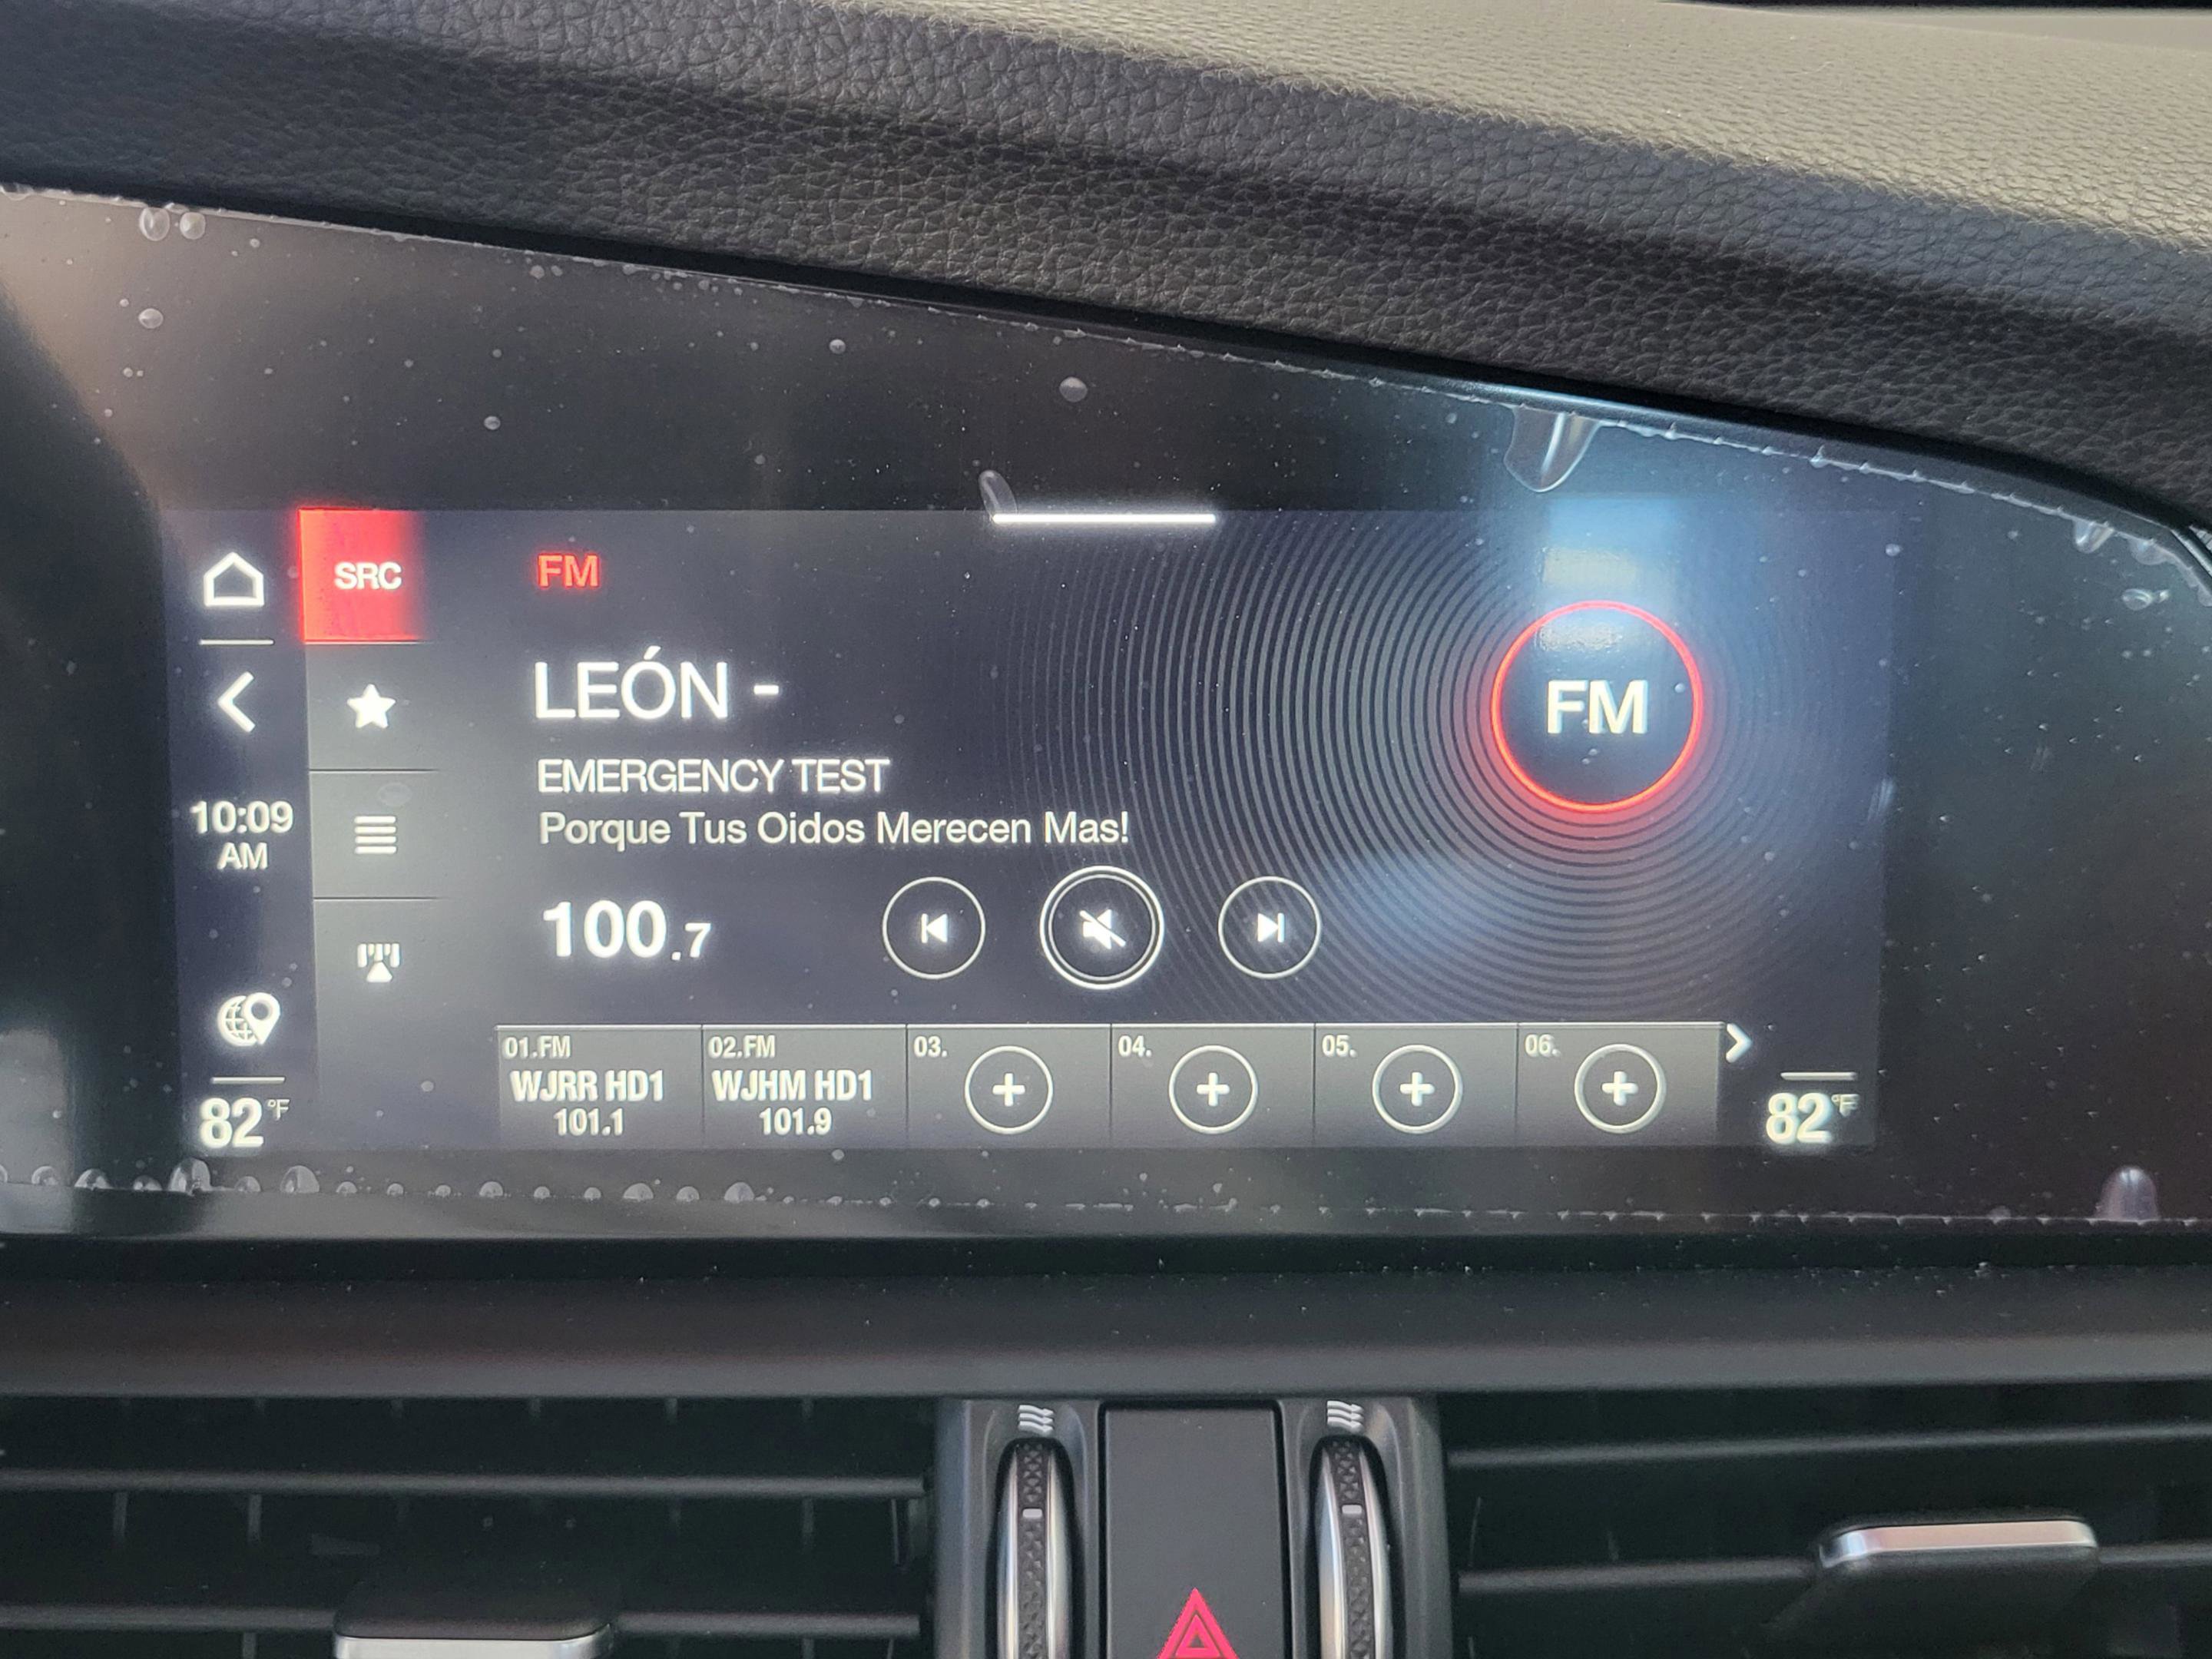 SRC
FM
LEÓN -
EMERGENCY TEST
Porque Tus Oidos Merecen Mas!
100.7
FM
10:09
AM
82°F
01.FM
WJRR HD1
101.1
02.FM
WJHM HD1
101.9
03.
04.
05.
06.
82°F